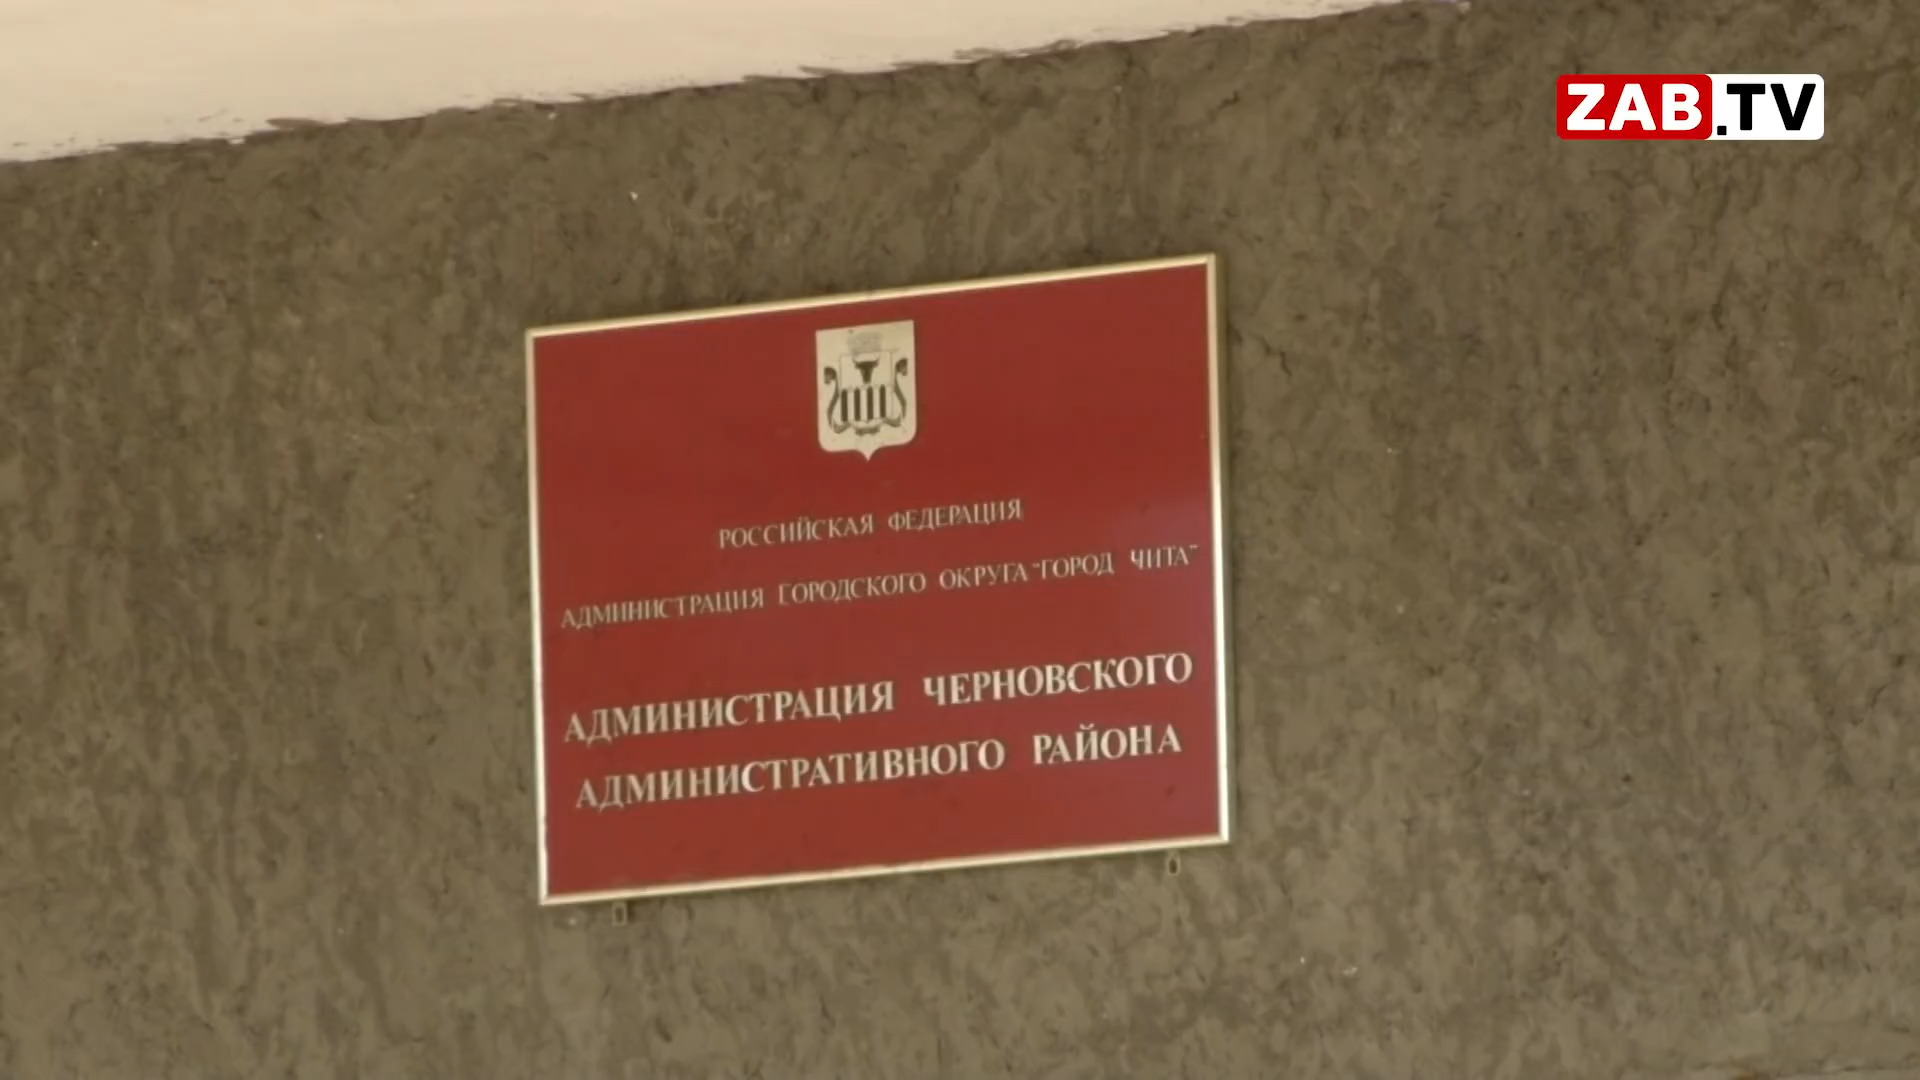 ZAB.TV
РОССИЙСКАЯ ФЕДЕРАЦИЯ
АДМИНИСТРАЦИЯ ГОРОДСКОГО ОКРУГА "ГОРОД ЧИТА"
АДМИНИСТРАЦИЯ ЧЕРНОВСКОГО
АДМИНИСТРАТИВНОГО РАЙОНА